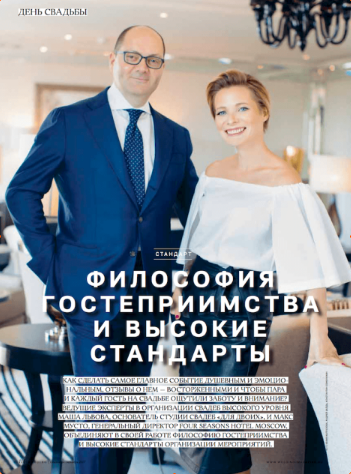 ДЕНЬ СВАДЬБЫ
СТАНДАРТ
ФИЛОСОФИЯ
ГОСТЕПРИИМСТВА
И ВЫСОКИЕ
СТАНДАРТЫ
КАК СДЕЛАТЬ САМОЕ ГЛАВНОЕ СОБЫТИЕ ДУШЕВНЫМ И ЭМОЦИО-
НАЛЬНЫМ, ОТЗЫВЫ О НЕМ — ВОСТОРЖЕННЫМИ И ЧТОБЫ ПАРА
И КАЖДЫЙ ГОСТЬ НА СВАДЬБЕ ОЩУТИЛИ ЗАБОТУ И ВНИМАНИЕ?
ВЕДУЩИЕ ЭКСПЕРТЫ В ОРГАНИЗАЦИИ СВАДЕБ ВЫСОКОГО УРОВНЯ
МАША ЛЬВОВА, ОСНОВАТЕЛЬ СТУДИИ СВАДЕБ «ДЛЯ ДВОИХ», И МАКС
МУСТО, ГЕНЕРАЛЬНЫЙ ДИРЕКТОР FOUR SEASONS HOTEL MOSCOW,
ОБЪЕДИНЯЮТ В СВОЕЙ РАБОТЕ ФИЛОСОФИЮ ГОСТЕПРИИМСТВА
И ВЫСОКИЕ СТАНДАРТЫ ОРГАНИЗАЦИИ МЕРОПРИЯТИЙ.